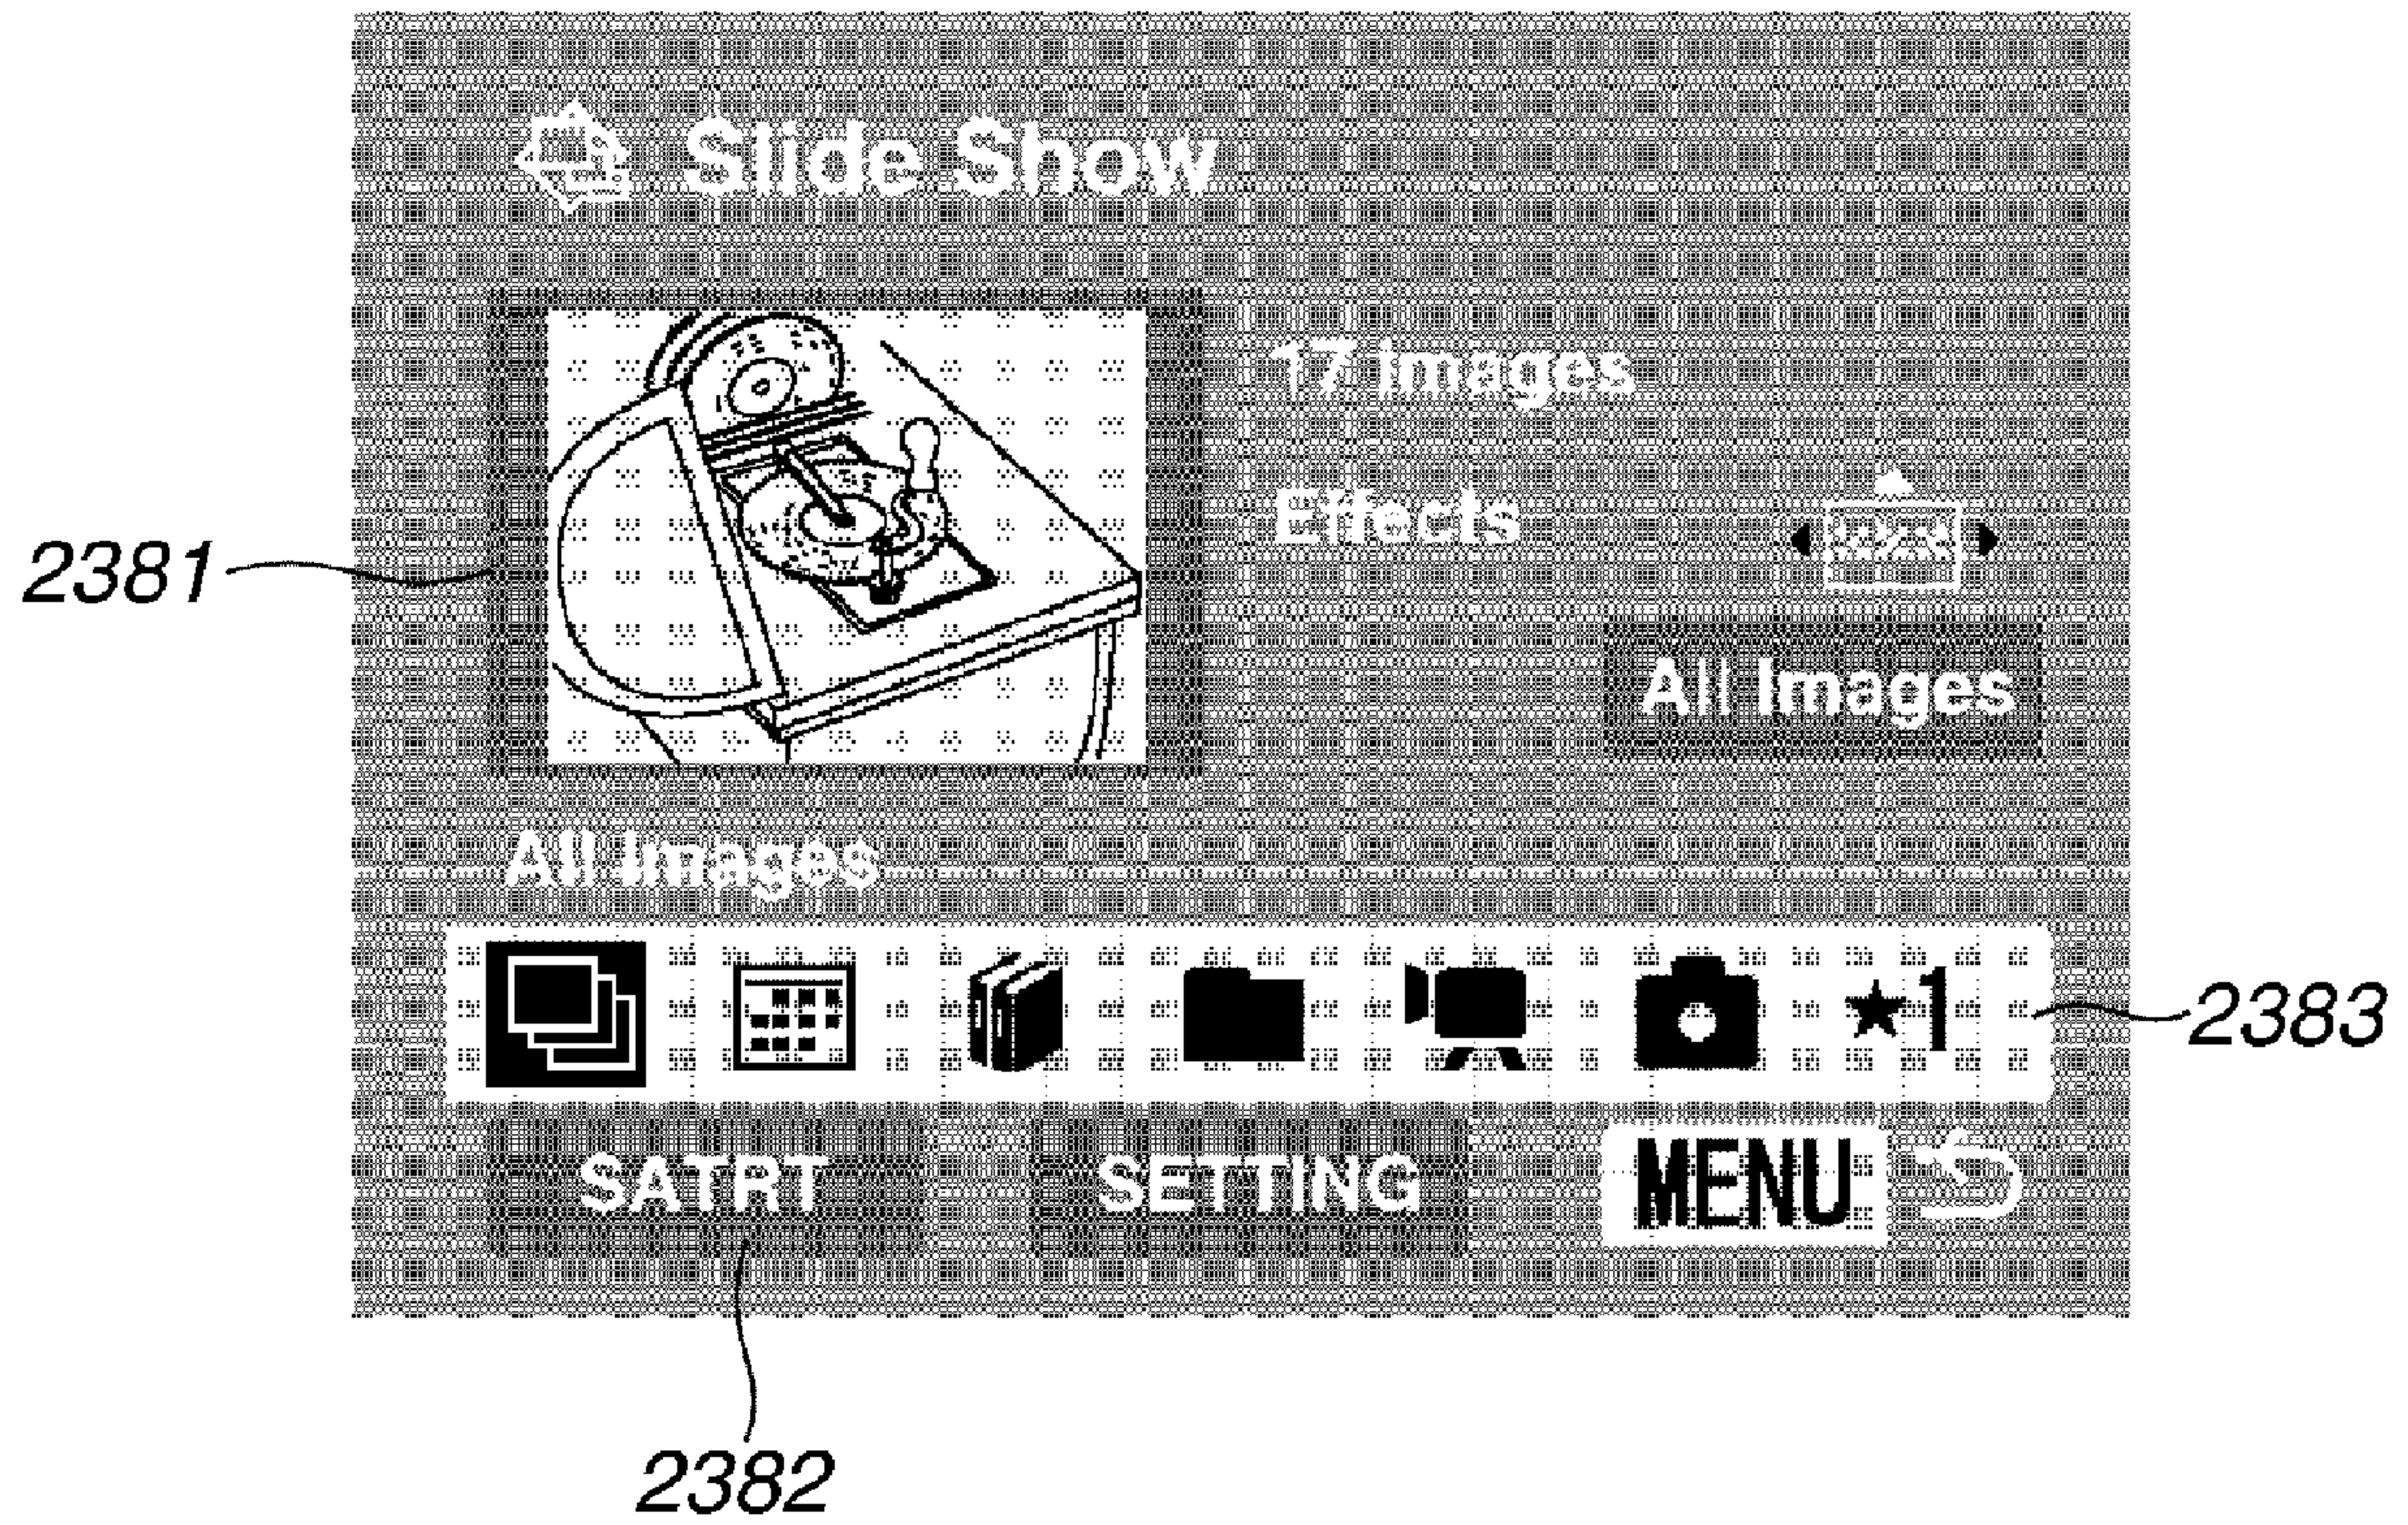 Slide Show
17 Images
Effects
2381
All Images
All Images
★1
2383
SATRT
SETTING
MENU
2382